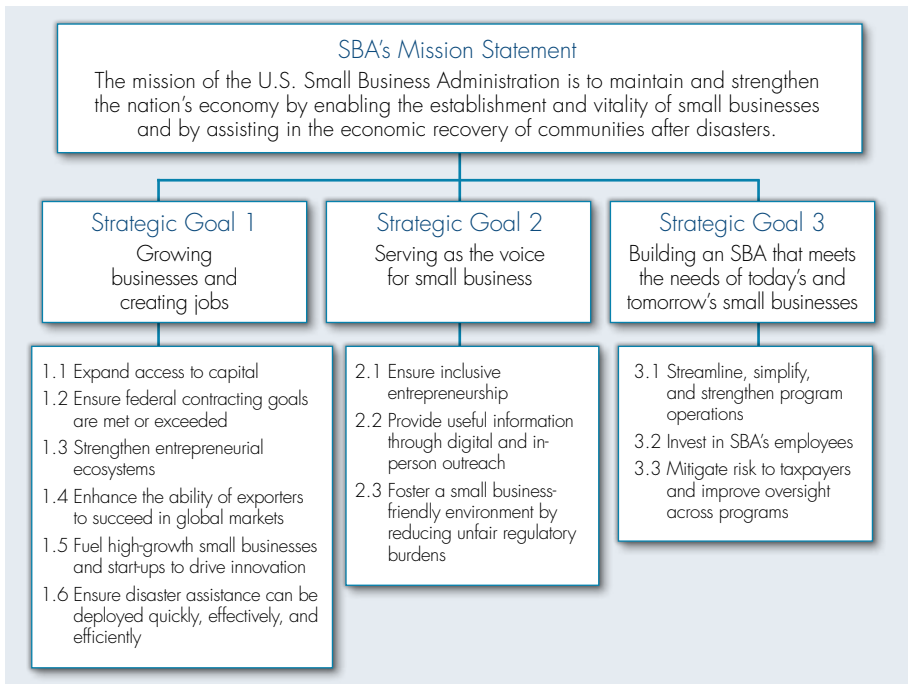 SBA's Mission Statement
The mission of the U.S. Small Business Administration is to maintain and strengthen
the nation's economy by enabling the establishment and vitality of small businesses
and by assisting in the economic recovery of communities after disasters.
Strategic Goal 1
Growing
businesses and
creating jobs
1.1 Expand access to capital
1.2 Ensure federal contracting goals
are met or exceeded
1.3 Strengthen entrepreneurial
ecosystems
1.4 Enhance the ability of exporters
to succeed in global markets
1.5 Fuel high-growth small businesses
and start-ups to drive innovation
1.6 Ensure disaster assistance can be
deployed quickly, effectively, and
efficiently
Strategic Goal 2
Serving as the voice
for small business
2.1 Ensure inclusive
entrepreneurship
2.2 Provide useful information
through digital and in-
person outreach
2.3 Foster a small business-
friendly environment by
reducing unfair regulatory
burdens
Strategic Goal 3
Building an SBA that meets
the needs of today's and
tomorrow's small businesses
3.1 Streamline, simplify,
and strengthen program
operations
3.2 Invest in SBA's employees
3.3 Mitigate risk to taxpayers
and improve oversight
across programs